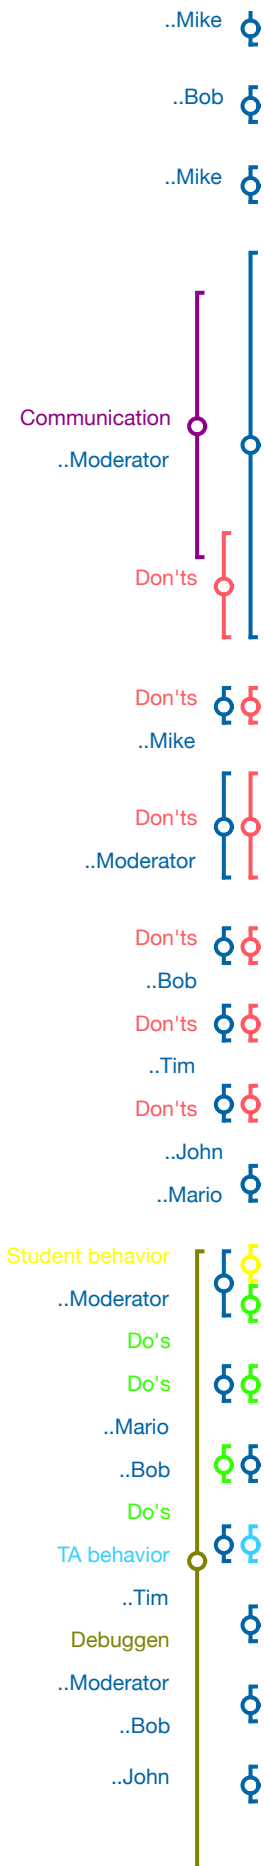 ..Mike
..Bob
..Mike
Communication
..Moderator
Don'ts
Don'ts
..Mike
Don'ts
..Moderator
Don'ts
..Bob
Don'ts
..Tim
Don'ts
..John
..Mario
Student behavior
..Moderator
Do's
Do's
..Mario
..Bob
Do's
TA behavior
..Tim
Debuggen
..Moderator
..Bob
..John